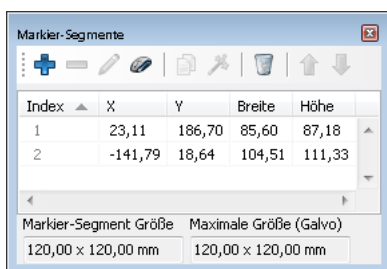 Markier-Segmente
Index X Y Breite Höhe
1 23,11 186,70 85,60 87,18
2 -141,79 18,64 104,51 111,33
Markier-Segment Größe Maximale Größe (Galvo)
120,00 x 120,00 mm 120,00 x 120,00 mm